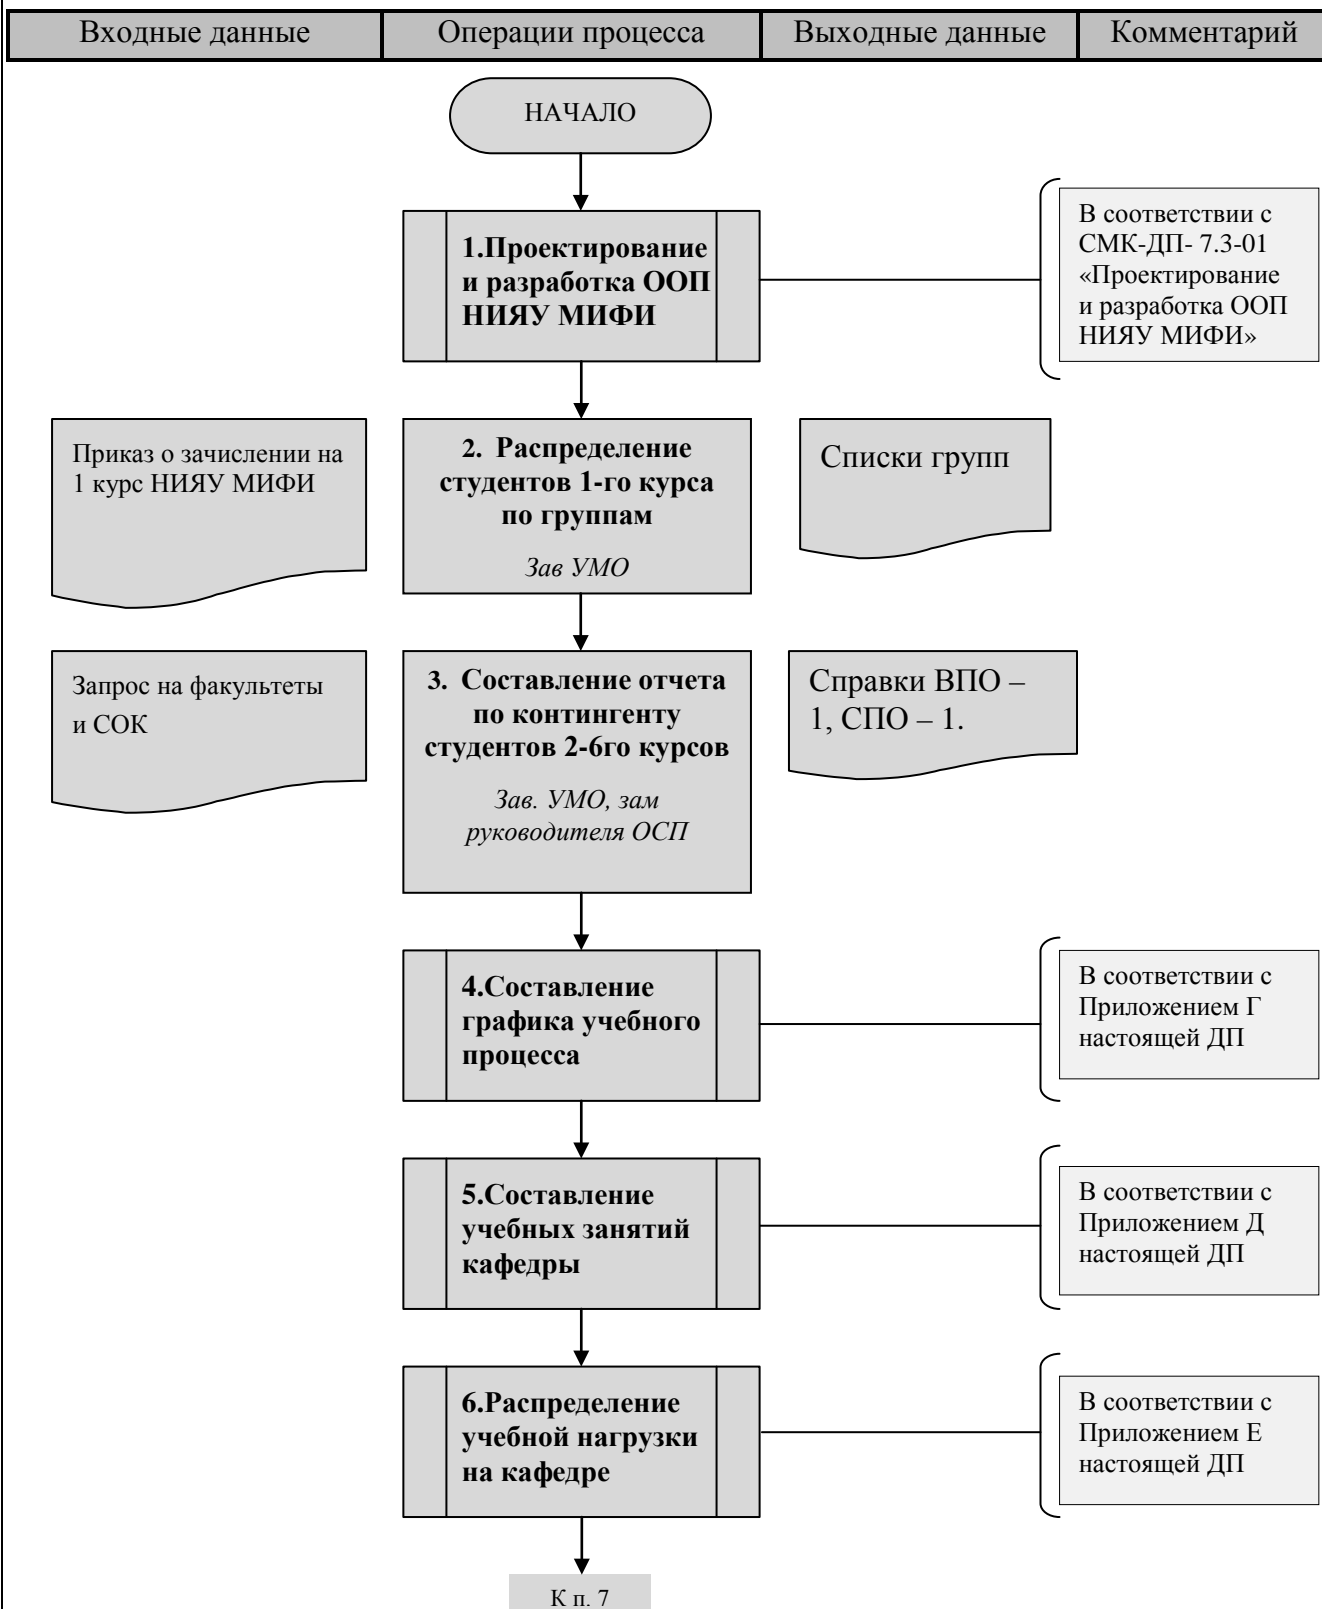 Входные данные
Операции процесса
Выходные данные
Комментарий
НАЧАЛО
1.Проектирование
и разработка ООП
НИЯУ МИФИ
В соответствии с
СМК-ДП- 7.3-01
«Проектирование
и разработка ООП
НИЯУ МИФИ»
Приказ о зачислении на
1 курс НИЯУ МИФИ
2. Распределение
студентов 1-го курса
по группам
Зав УМО
Списки групп
Запрос на факультеты
и СОК
3. Составление отчета
по контингенту
студентов 2-6го курсов
Зав. УМО, зам
руководителя ОСП
Справки ВПО –
1, СПО – 1.
4.Составление
графика учебного
процесса
В соответствии с
Приложением Г
настоящей ДП
5.Составление
учебных занятий
кафедры
В соответствии с
Приложением Д
настоящей ДП
6.Распределение
учебной нагрузки
на кафедре
В соответствии с
Приложением Е
настоящей ДП
К п. 7